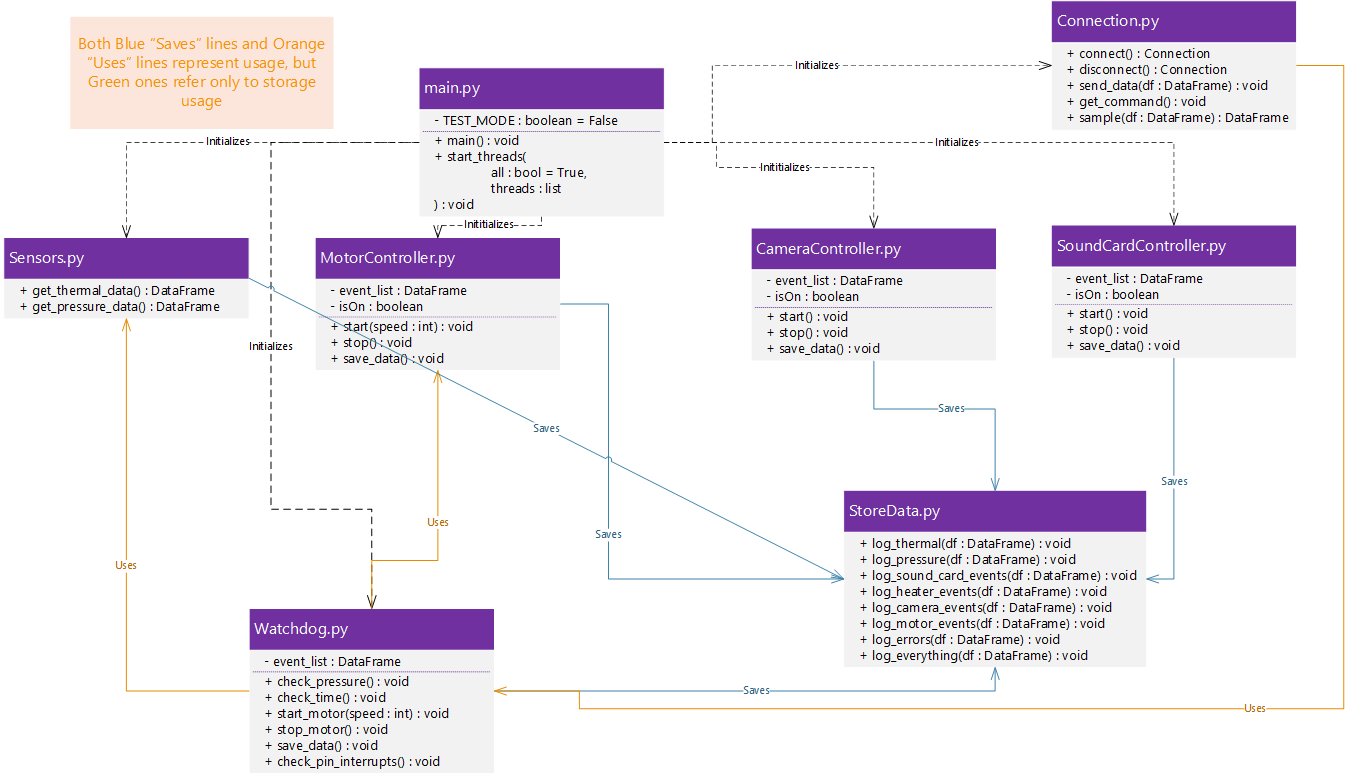 Both Blue “Saves” lines and Orange
“Uses” lines represent usage, but
Green ones refer only to storage
usage
main.py
- TEST_MODE : boolean = False
+ main() : void
+ start_threads(
all : bool = True,
threads : list
) : void
Connection.py
+ connect() : Connection
+ disconnect() : Connection
+ send_data(df : DataFrame) : void
+ get_command() : void
+ sample(df : DataFrame) : DataFrame
Initializes
Initializes
Initializes
Inititializes
Inititializes
Initializes
Sensors.py
+ get_thermal_data() : DataFrame
+ get_pressure_data() : DataFrame
MotorController.py
- event_list : DataFrame
- isOn : boolean
+ start(speed : int) : void
+ stop() : void
+ save_data() : void
CameraController.py
- event_list : DataFrame
- isOn : boolean
+ start() : void
+ stop() : void
+ save_data() : void
SoundCardController.py
- event_list : DataFrame
- isOn : boolean
+ start() : void
+ stop() : void
+ save_data() : void
Saves
Saves
Saves
Saves
Uses
Uses
StoreData.py
+ log_thermal(df : DataFrame) : void
+ log_pressure(df : DataFrame) : void
+ log_sound_card_events(df : DataFrame) : void
+ log_heater_events(df : DataFrame) : void
+ log_camera_events(df : DataFrame) : void
+ log_motor_events(df : DataFrame) : void
+ log_errors(df : DataFrame) : void
+ log_everything(df : DataFrame) : void
Watchdog.py
- event_list : DataFrame
+ check_pressure() : void
+ check_time() : void
+ start_motor(speed : int) : void
+ stop_motor() : void
+ save_data() : void
+ check_pin_interrupts() : void
Saves
Uses